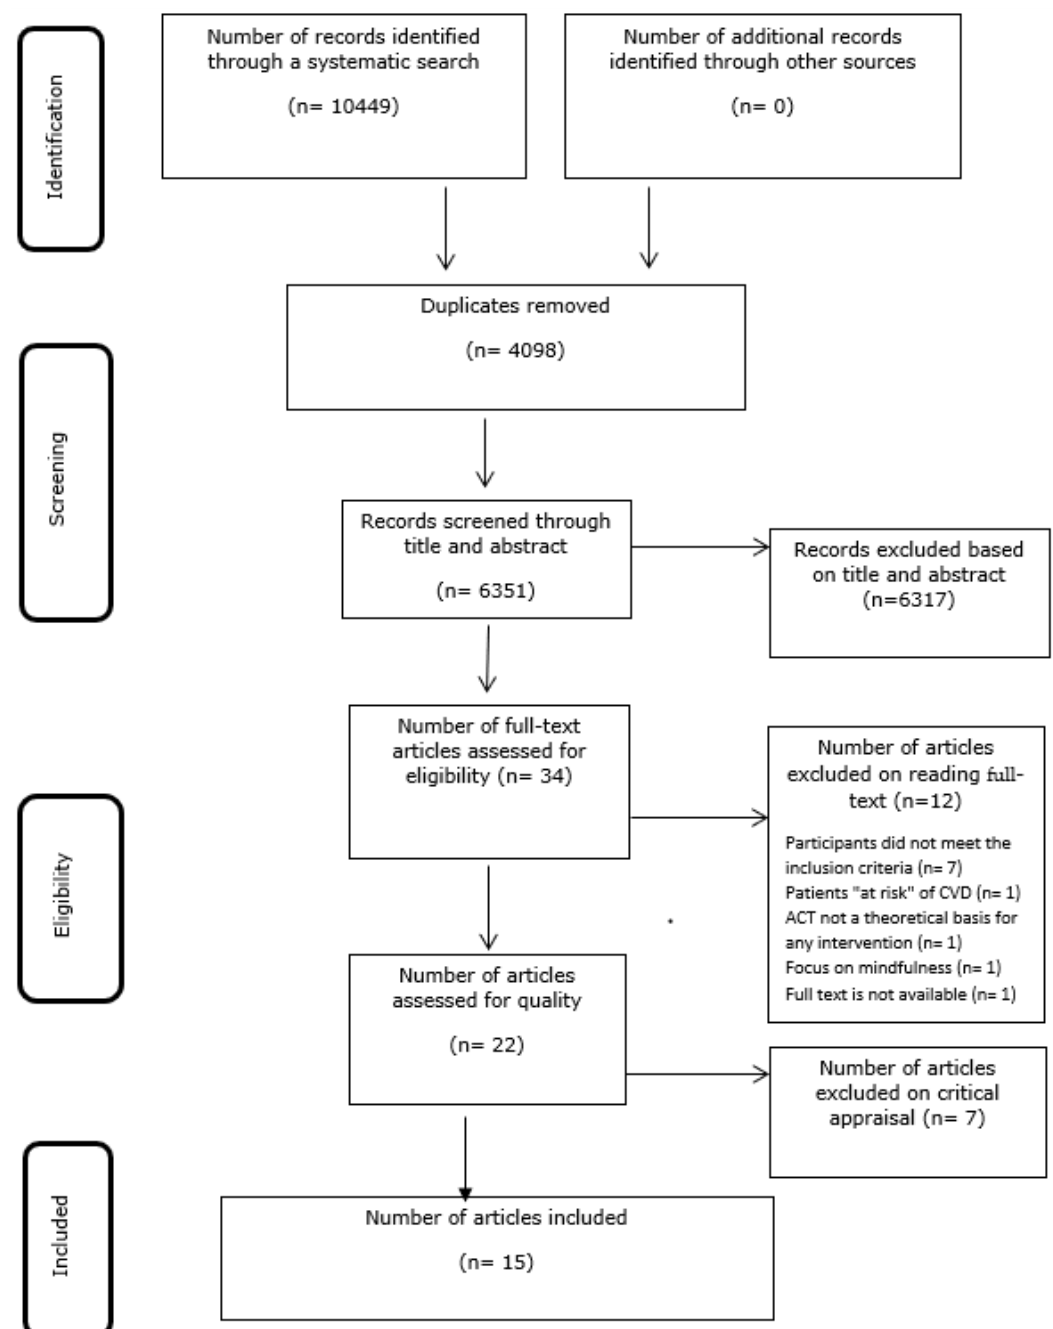 Identification
Number of records identified
through a systematic search
(n= 10449)
Number of additional records
identified through other sources
(n= 0)
Duplicates removed
(n= 4098)
Screening
Records screened through
title and abstract
(n= 6351)
Records excluded based
on title and abstract
(n=6317)
Eligibility
Number of full-text
articles assessed for
eligibility (n= 34)
Number of articles
excluded on reading full-
text (n=12)
Participants did not meet the
inclusion criteria (n= 7)
Patients "at risk" of CVD (n= 1)
ACT not a theoretical basis for
any intervention (n= 1)
Focus on mindfulness (n= 1)
Full text is not available (n= 1)
Number of articles
assessed for quality
(n= 22)
Number of articles
excluded on critical
appraisal (n= 7)
Included
Number of articles included
(n= 15)